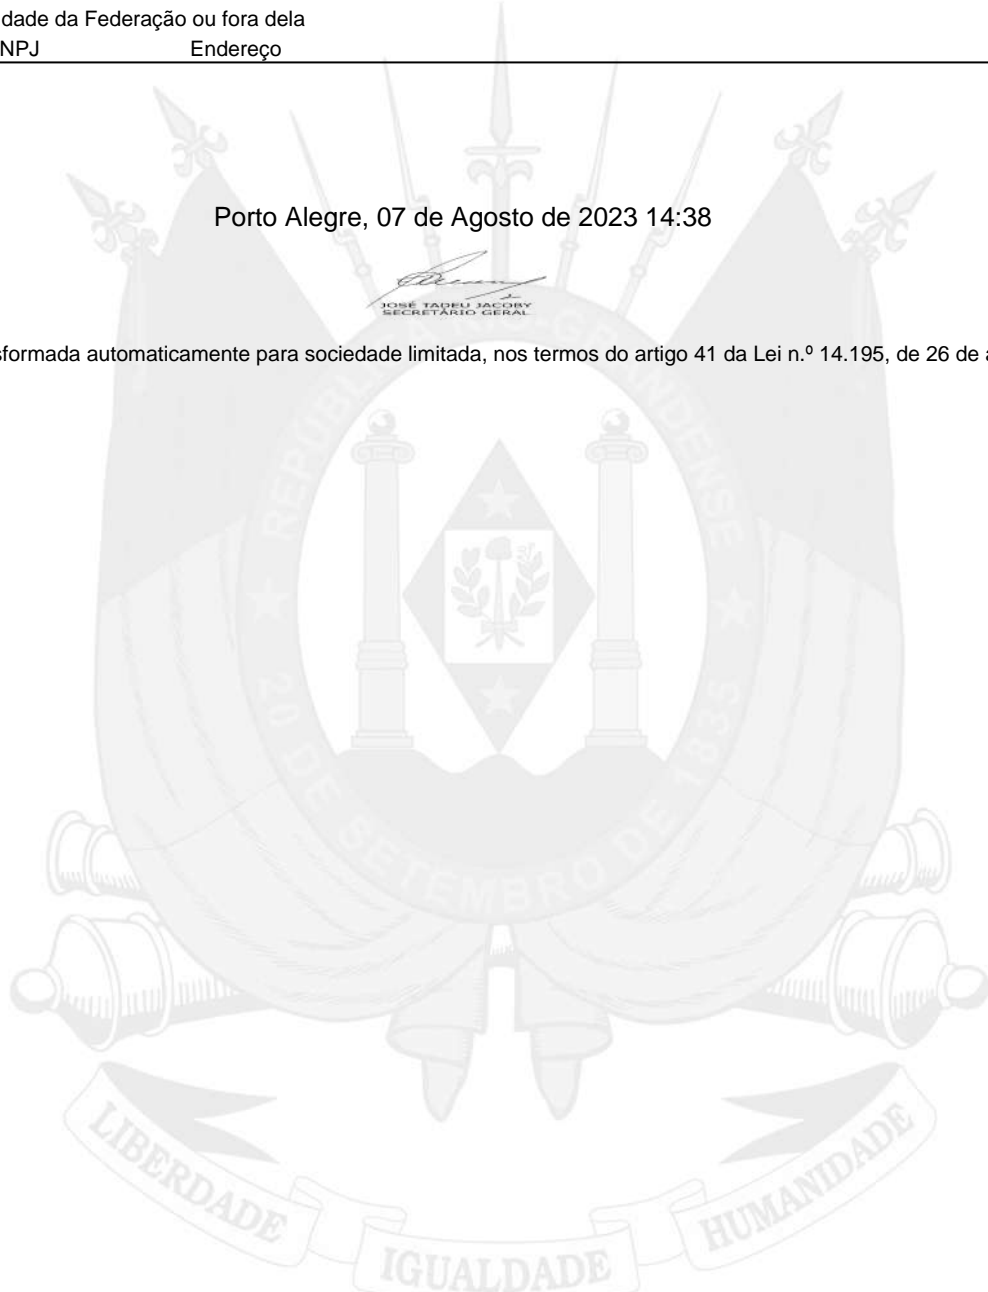 dade da Federação ou fora dela
NPJ Endereço
Porto Alegre, 07 de Agosto de 2023 14:38
JOSÉ TADEU JACOBY
SECRETÁRIO GERAL
sformada automaticamente para sociedade limitada, nos termos do artigo 41 da Lei n.º 14.195, de 26 de a
REPÚBLICA RIO-GRANDENSE
20 DE SETEMBRO DE 1835
LIBERDADE
IGUALDADE
HUMANIDADE